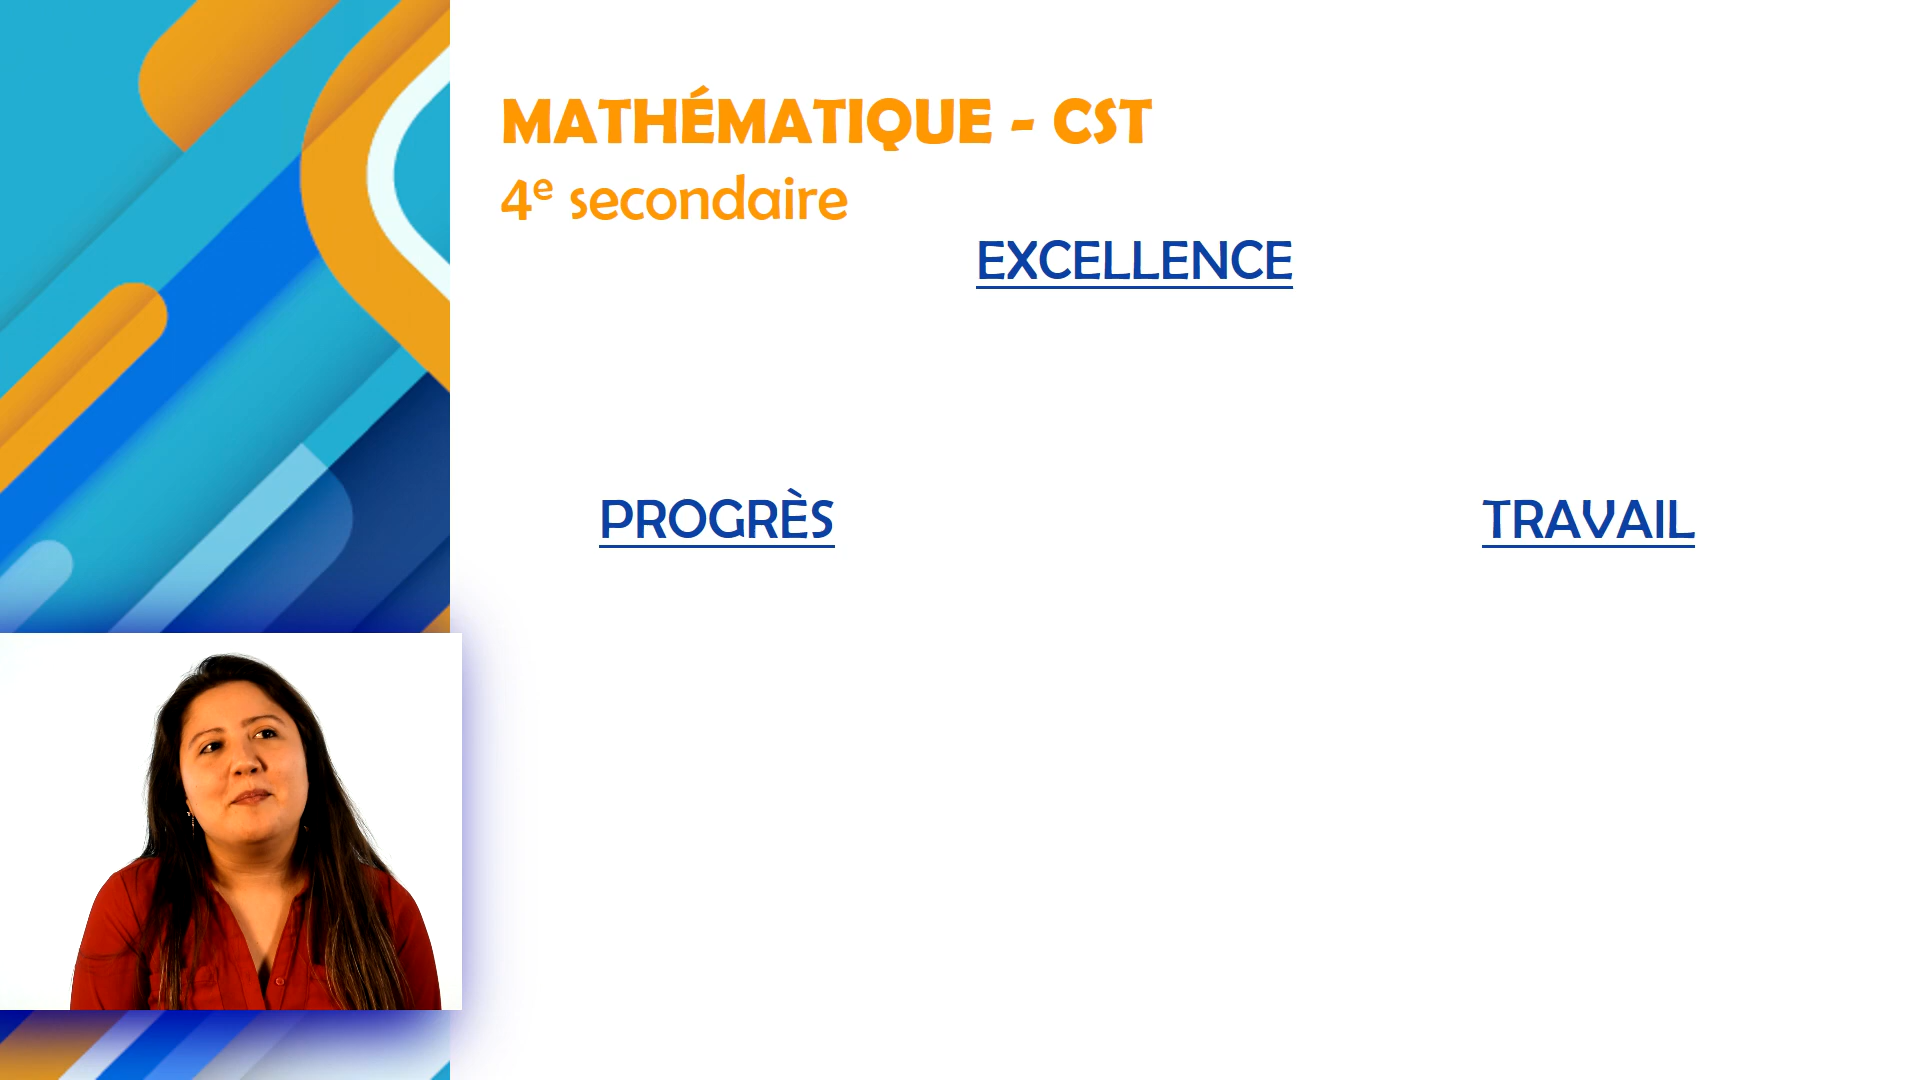 MATHÉMATIQUE - CST
4e secondaire
EXCELLENCE
PROGRÈS
TRAVAIL